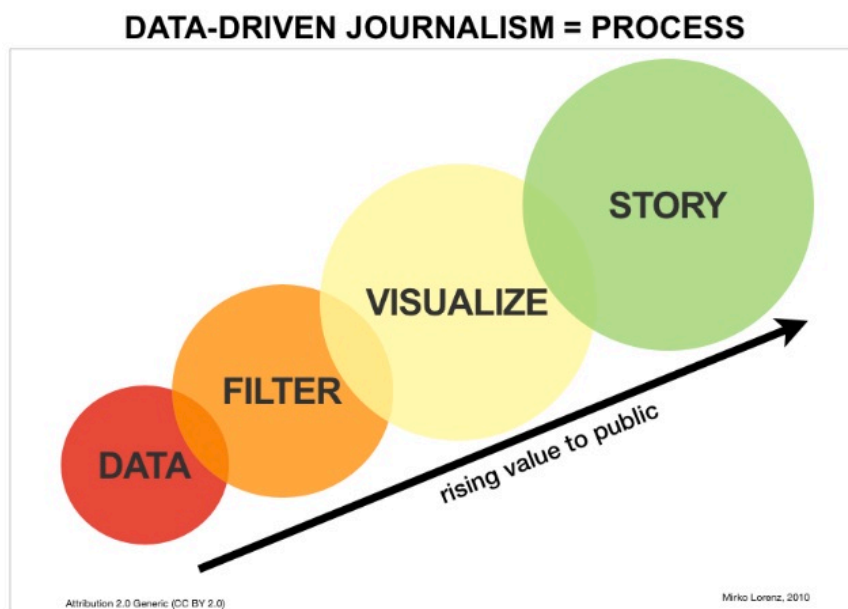 DATA-DRIVEN JOURNALISM = PROCESS
STORY
VISUALIZE
FILTER
DATA
rising value to public
Attribution 2.0 Generic (CC BY 2.0)
Mirko Lorenz, 2010